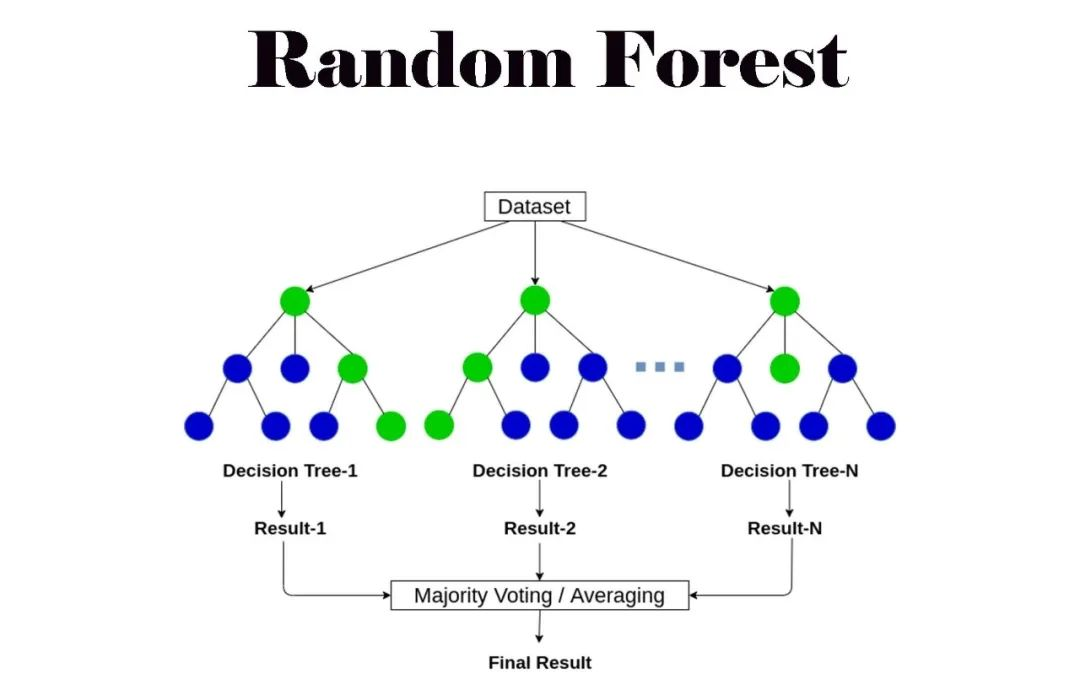 Random Forest
Dataset
Decision Tree-1
Decision Tree-2
Decision Tree-N
Result-1
Result-2
Result-N
Majority Voting / Averaging
Final Result